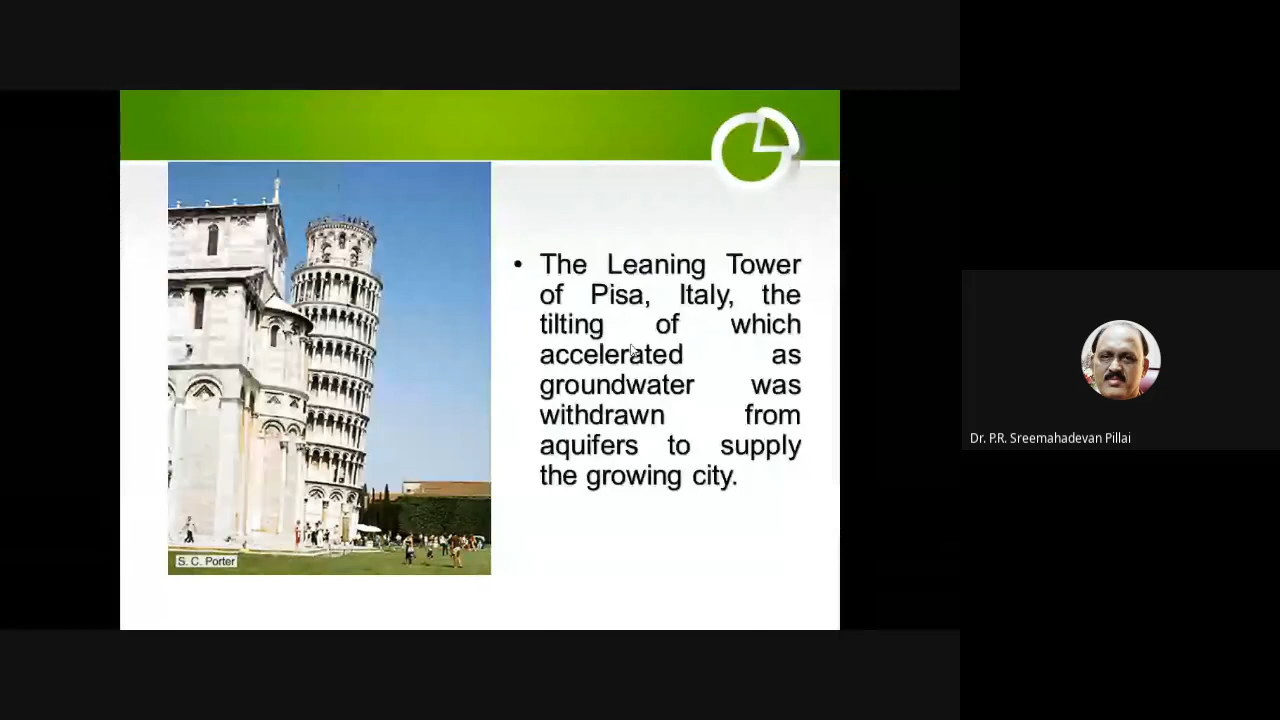 • The Leaning Tower
of Pisa, Italy, the
tilting of which
accelerated as
groundwater was
withdrawn from
aquifers to supply
the growing city.
S. C. Porter
Dr. P.R. Sreemahadevan Pillai